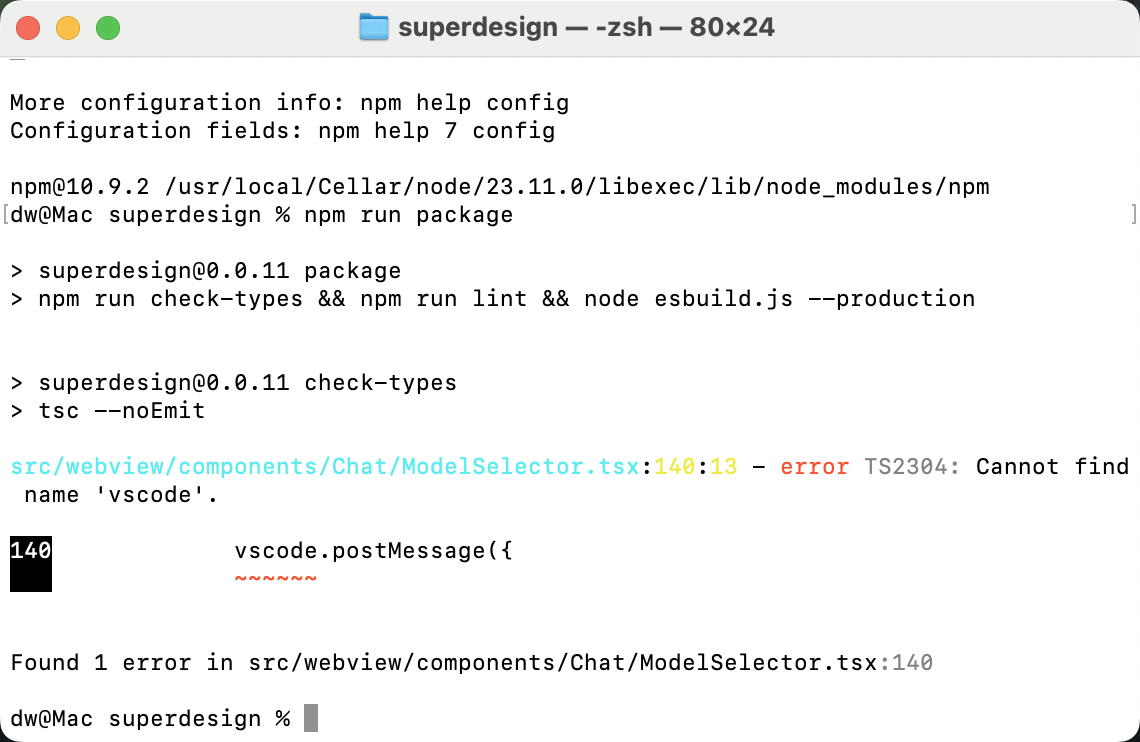 superdesign — -zsh — 80×24
More configuration info: npm help config
Configuration fields: npm help 7 config
npm@10.9.2 /usr/local/Cellar/node/23.11.0/libexec/lib/node_modules/npm
[dw@Mac superdesign % npm run package ]
> superdesign@0.0.11 package
> npm run check-types && npm run lint && node esbuild.js --production
> superdesign@0.0.11 check-types
> tsc --noEmit
src/webview/components/Chat/ModelSelector.tsx:140:13 - error TS2304: Cannot find
name 'vscode'.
140 vscode.postMessage({
~~~~~~
Found 1 error in src/webview/components/Chat/ModelSelector.tsx:140
dw@Mac superdesign %